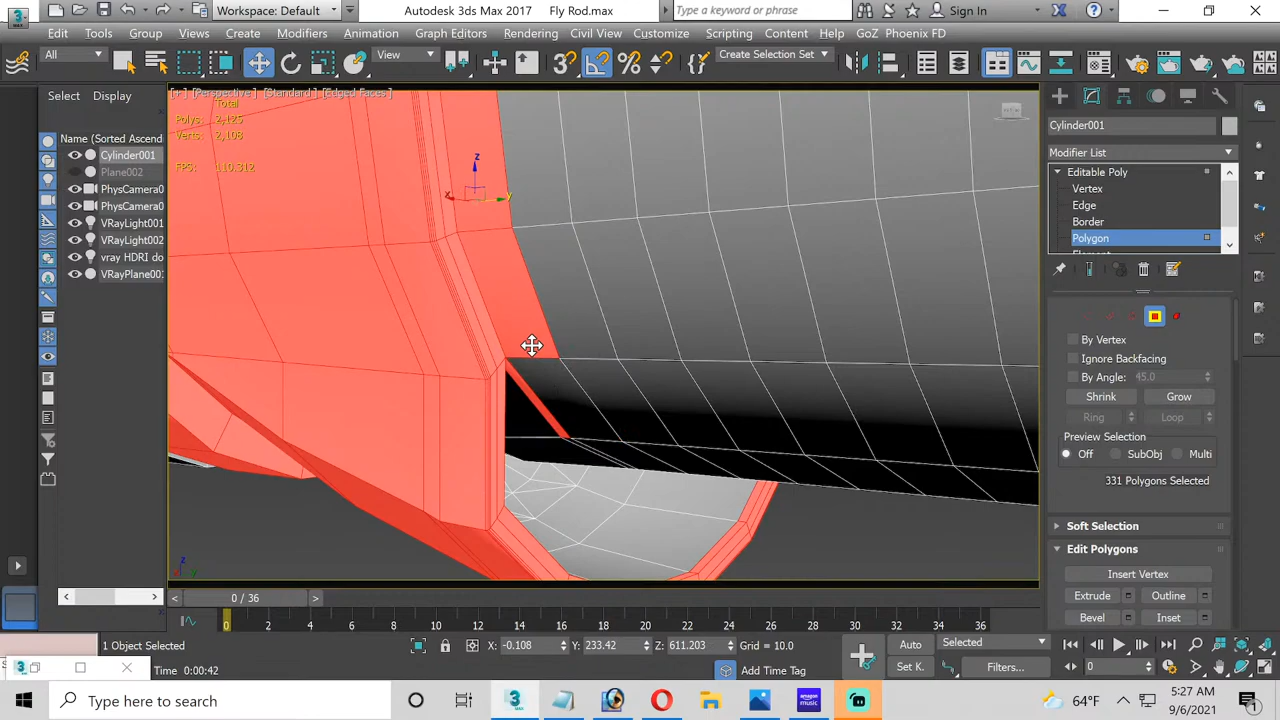 Workspace: Default
Autodesk 3ds Max 2017
Fly Rod.max
Type a keyword or phrase
Sign In
Edit
Tools
Group
Views
Create
Modifiers
Animation
Graph Editors
Rendering
Civil View
Customize
Scripting
Content
Help
GoZ
Phoenix FD
All
View
Create Selection Set
Select
Display
[+] [Perspective] [Standard] [Edged Faces]
Total
Polys: 2,125
Verts: 2,108
FPS: 110.312
Name (Sorted Ascend
Cylinder001
Plane002
PhysCamera0
PhysCamera0
VRayLight001
VRayLight002
vray HDRI do
VRayPlane00
z
x
y
z
Cylinder001
Modifier List
Editable Poly
Vertex
Edge
Border
Polygon
By Vertex
Ignore Backfacing
By Angle: 45.0
Shrink
Grow
Ring
Loop
Preview Selection
Off
SubObj
Multi
331 Polygons Selected
Soft Selection
Edit Polygons
Insert Vertex
Extrude
Outline
Bevel
Inset
0 / 36
0 2 4 6 8 10 12 14 16 18 20 22 24 26 28 30 32 34 36
1 Object Selected
X: -0.108
Y: 233.42
Z: 611.203
Grid = 10.0
Auto
Selected
Time: 0:00:42
Add Time Tag
Set K.
Filters...
0
Type here to search
amazon music
64°F
5:27 AM
9/6/2021